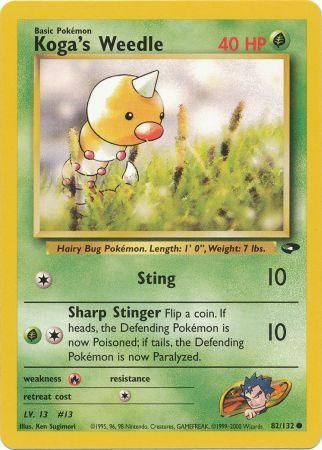 Basic Pokémon
Koga's Weedle 40 HP
Hairy Bug Pokémon. Length: 1' 0", Weight: 7 lbs.
Sting 10
Sharp Stinger Flip a coin. If
heads, the Defending Pokémon is
now Poisoned; if tails, the Defending
Pokémon is now Paralyzed.
10
weakness resistance
retreat cost
LV. 13 #13
Illus. Ken Sugimori ©1995, 96, 98 Nintendo, Creatures, GAMEFREAK. ©1999-2000 Wizards. 82/132